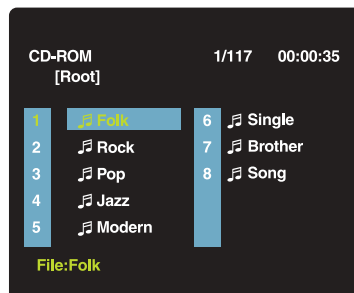 CD-ROM 1/117 00:00:35
[Root]
1 Folk 6 Single
2 Rock 7 Brother
3 Pop 8 Song
4 Jazz
5 Modern
File:Folk